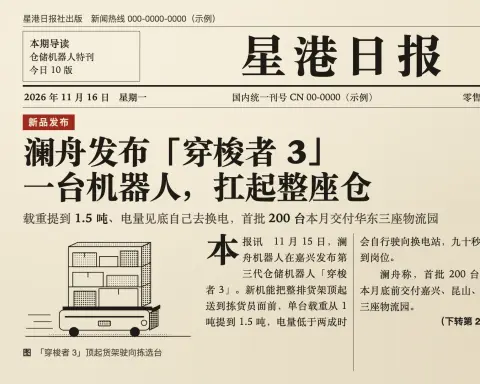 星港日报社出版 新闻热线 000-0000-0000（示例）
本期导读
仓储机器人特刊
今日 10 版
星港日报
2026 年 11 月 16 日 星期一
国内统一刊号 CN 00-0000（示例）
零售
新品发布
澜舟发布「穿梭者 3」
一台机器人，扛起整座仓
载重提到 1.5 吨、电量见底自己去换电，首批 200 台本月交付华东三座物流园
本报讯 11 月 15 日，澜
舟机器人在嘉兴发布第
三代仓储机器人「穿梭
者 3」。新机能把整排货架顶起
送到拣货员面前，单台载重从 1
吨提到 1.5 吨，电量低于两成时
会自行驶向换电站，九十秒
到岗位。
澜舟称，首批 200 台
本月底前交付嘉兴、昆山、
三座物流园。
（下转第 2
图 「穿梭者 3」顶起货架驶向拣选台